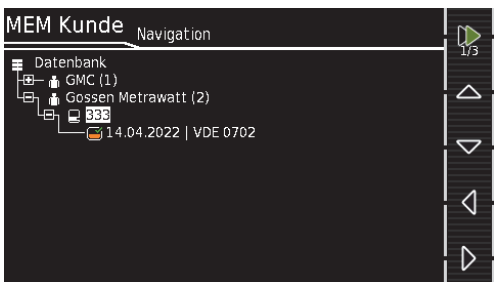 MEM Kunde Navigation
1/3
Datenbank
GMC (1)
Gossen Metrawatt (2)
333
14.04.2022 | VDE 0702